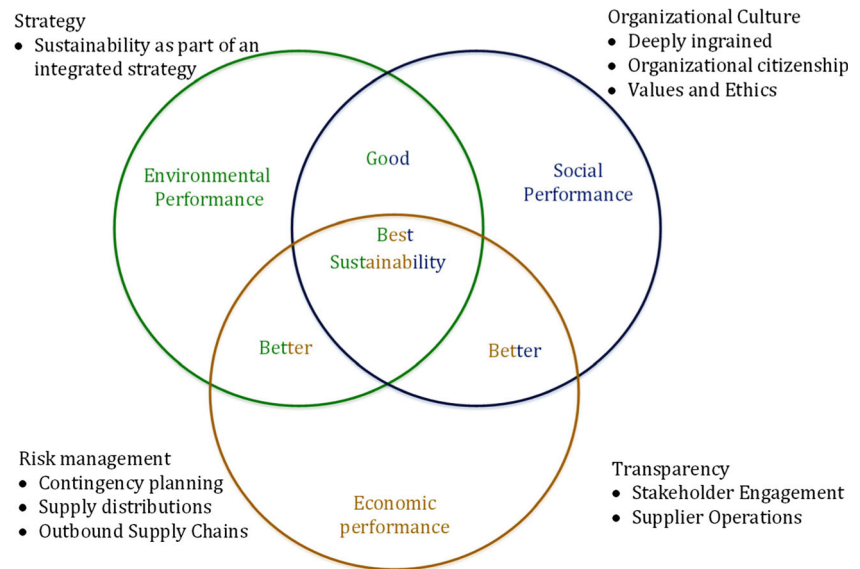 Strategy
• Sustainability as part of an
integrated strategy
Organizational Culture
• Deeply ingrained
• Organizational citizenship
• Values and Ethics
Environmental
Performance
Good
Social
Performance
Best
Sustainability
Better
Better
Economic
performance
Risk management
• Contingency planning
• Supply distributions
• Outbound Supply Chains
Transparency
• Stakeholder Engagement
• Supplier Operations